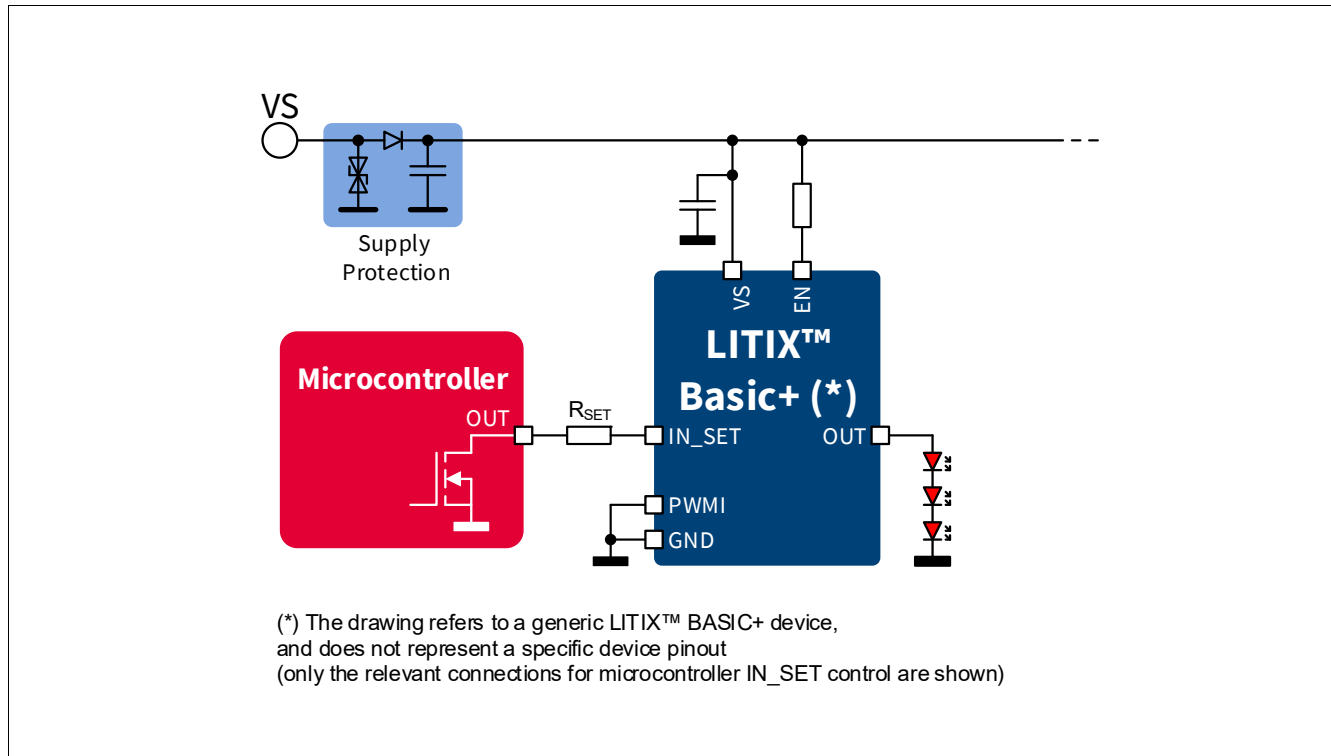 VS
Supply
Protection
VS
EN
LITIX™
Basic+ (*)
Microcontroller
OUT
RSET
IN_SET
OUT
PWMI
GND
(*) The drawing refers to a generic LITIX™ BASIC+ device,
and does not represent a specific device pinout
(only the relevant connections for microcontroller IN_SET control are shown)